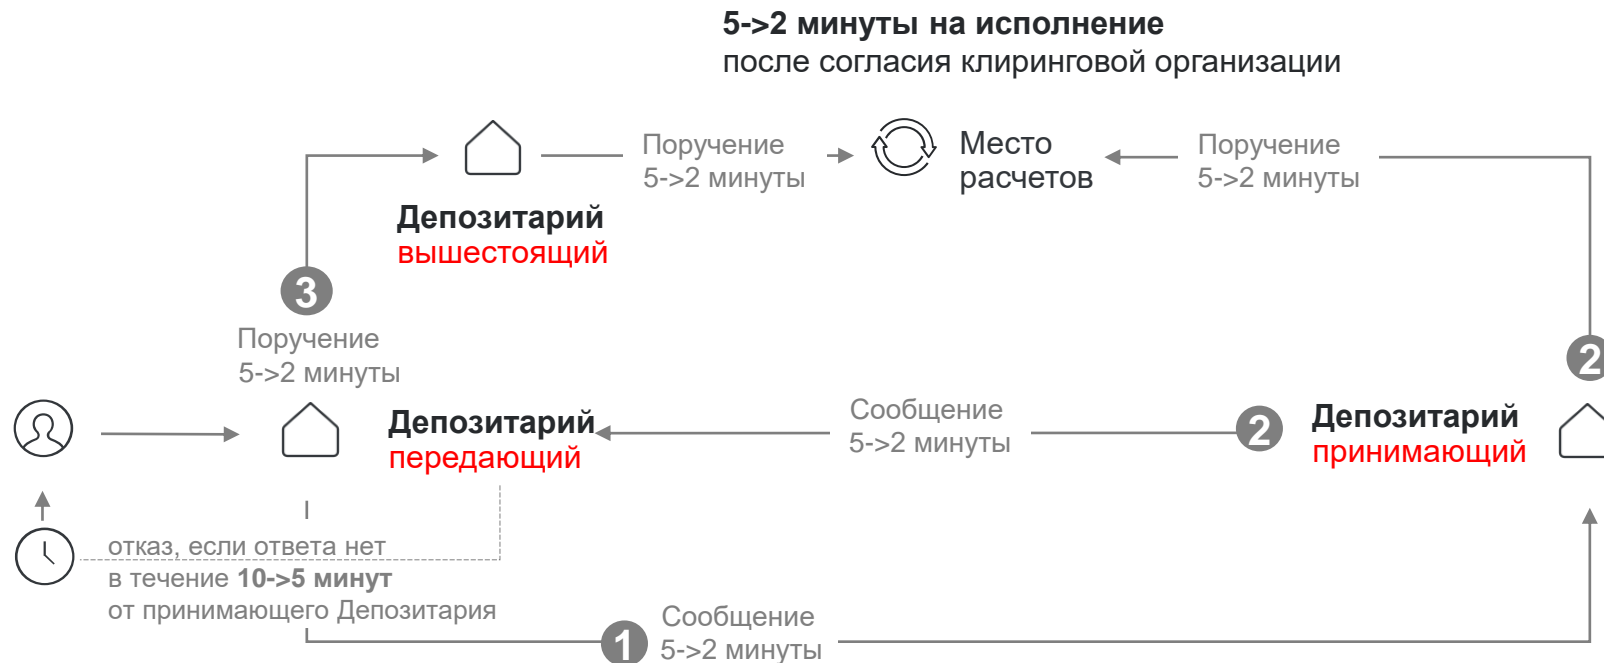 5->2 минуты на исполнение
после согласия клиринговой организации
Поручение
5->2 минуты
Место
расчетов
Поручение
5->2 минуты
Депозитарий
вышестоящий
3
Поручение
5->2 минуты
2
Депозитарий
передающий
Сообщение
5->2 минуты
2
Депозитарий
принимающий
отказ, если ответа нет
в течение 10->5 минут
от принимающего Депозитария
1
Сообщение
5->2 минуты